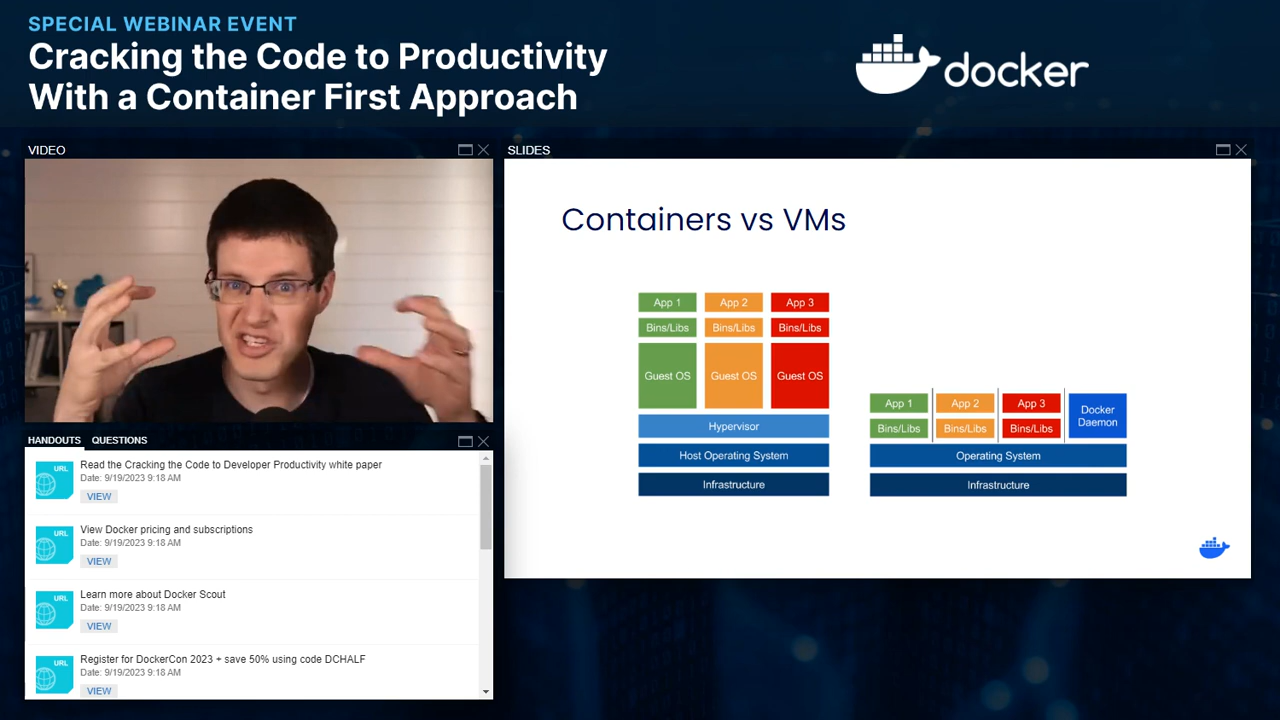 SPECIAL WEBINAR EVENT
Cracking the Code to Productivity
With a Container First Approach
docker
VIDEO
HANDOUTS QUESTIONS
URL
Read the Cracking the Code to Developer Productivity white paper
Date: 9/19/2023 9:18 AM
VIEW
URL
View Docker pricing and subscriptions
Date: 9/19/2023 9:18 AM
VIEW
URL
Learn more about Docker Scout
Date: 9/19/2023 9:18 AM
VIEW
URL
Register for DockerCon 2023 + save 50% using code DCHALF
Date: 9/19/2023 9:18 AM
VIEW
SLIDES
Containers vs VMs
App 1 App 2 App 3
Bins/Libs Bins/Libs Bins/Libs
Guest OS Guest OS Guest OS
Hypervisor
Host Operating System
Infrastructure
App 1 App 2 App 3
Bins/Libs Bins/Libs Bins/Libs
Docker
Daemon
Operating System
Infrastructure